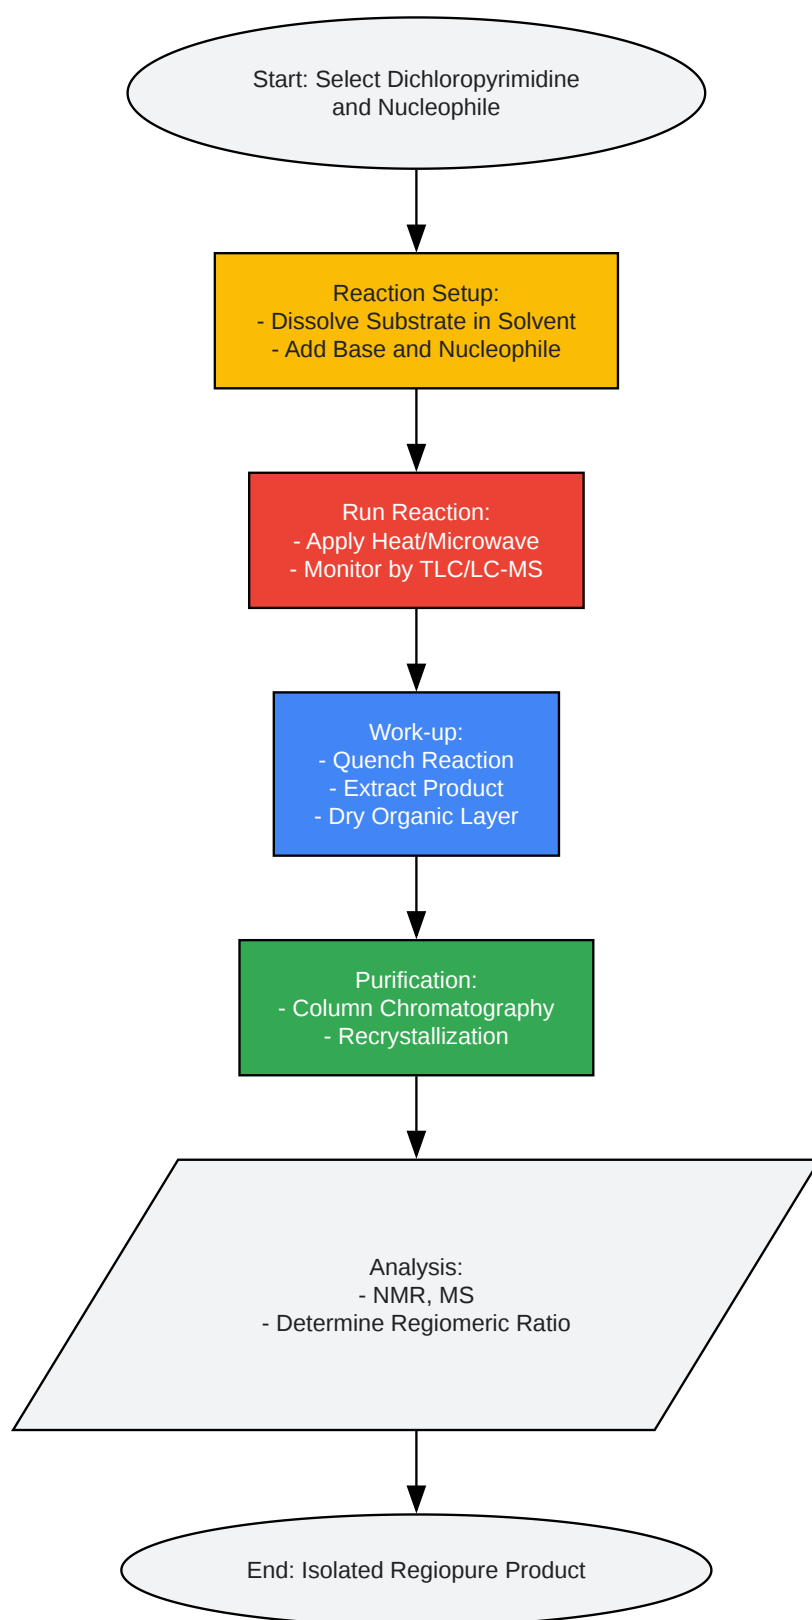 Start: Select Dichloropyrimidine
and Nucleophile
Reaction Setup:
- Dissolve Substrate in Solvent
- Add Base and Nucleophile
Run Reaction:
- Apply Heat/Microwave
- Monitor by TLC/LC-MS
Work-up:
- Quench Reaction
- Extract Product
- Dry Organic Layer
Purification:
- Column Chromatography
- Recrystallization
Analysis:
- NMR, MS
- Determine Regiomeric Ratio
End: Isolated Regiopure Product